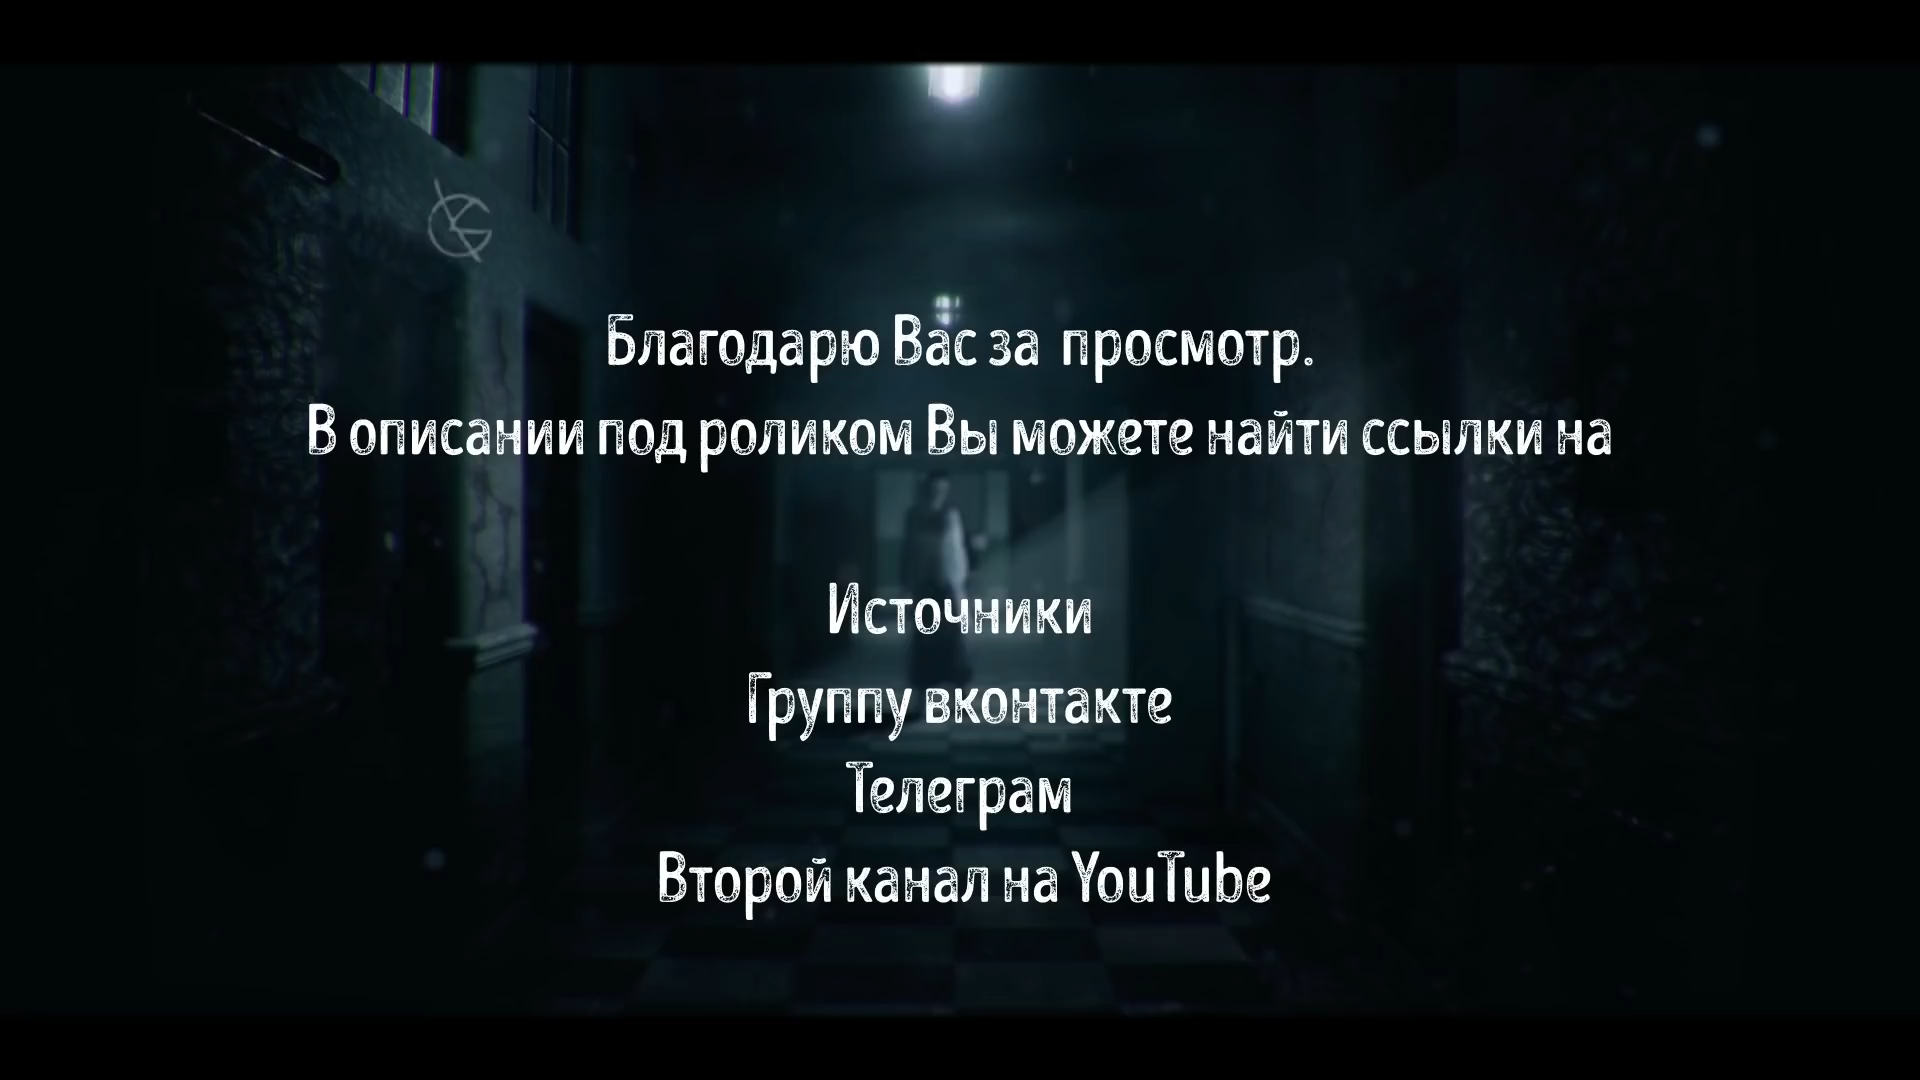 Благодарю Вас за просмотр.
В описании под роликом Вы можете найти ссылки на
Источники
Группу вконтакте
Телеграм
Второй канал на YouTube